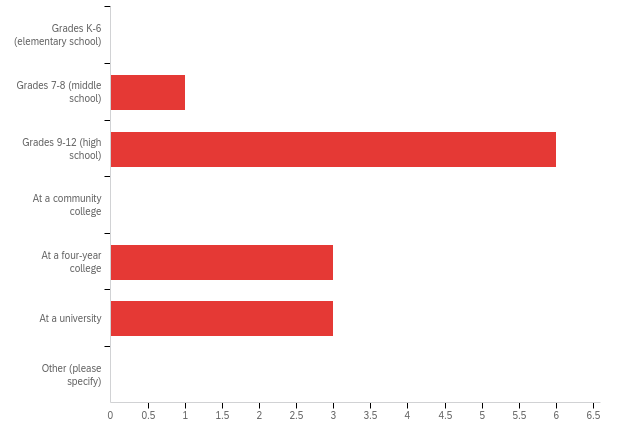 Grades K-6
(elementary school)
Grades 7-8 (middle
school)
Grades 9-12 (high
school)
At a community
college
At a four-year
college
At a university
Other (please
specify)
0 0.5 1 1.5 2 2.5 3 3.5 4 4.5 5 5.5 6 6.5